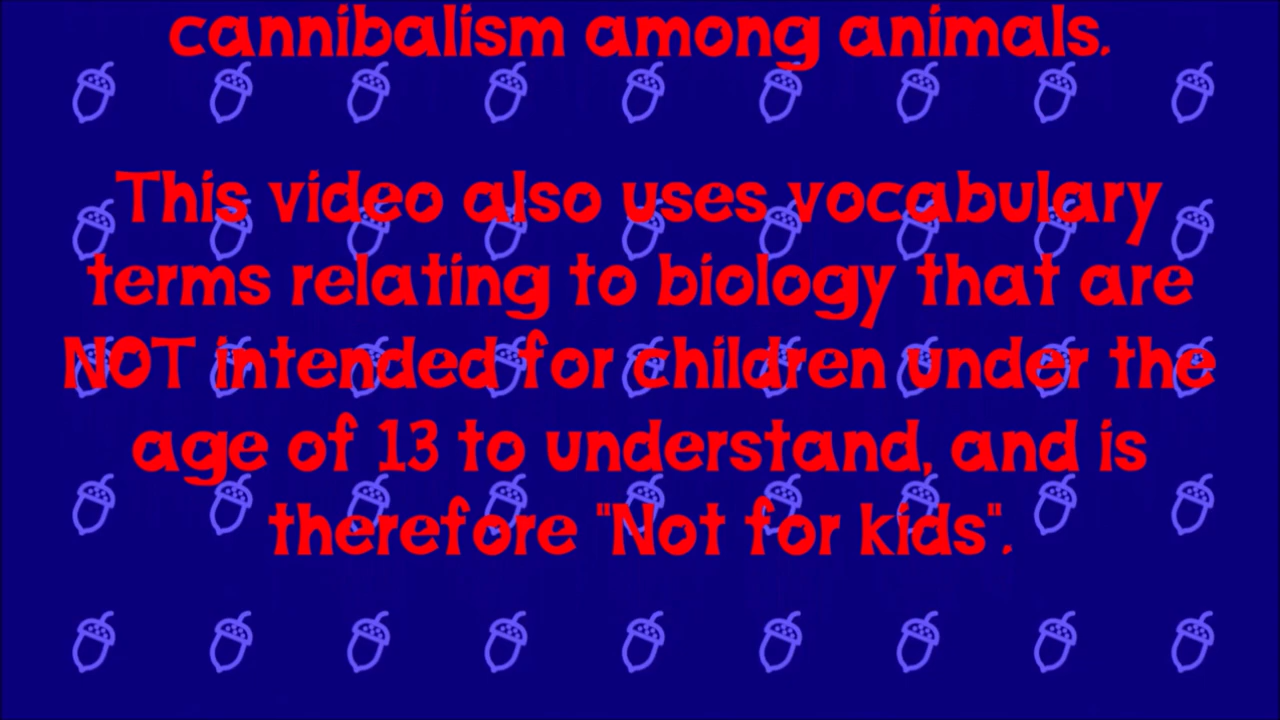 cannibalism among animals.
This video also uses vocabulary
terms relating to biology that are
NOT intended for children under the
age of 13 to understand, and is
therefore "Not for kids".